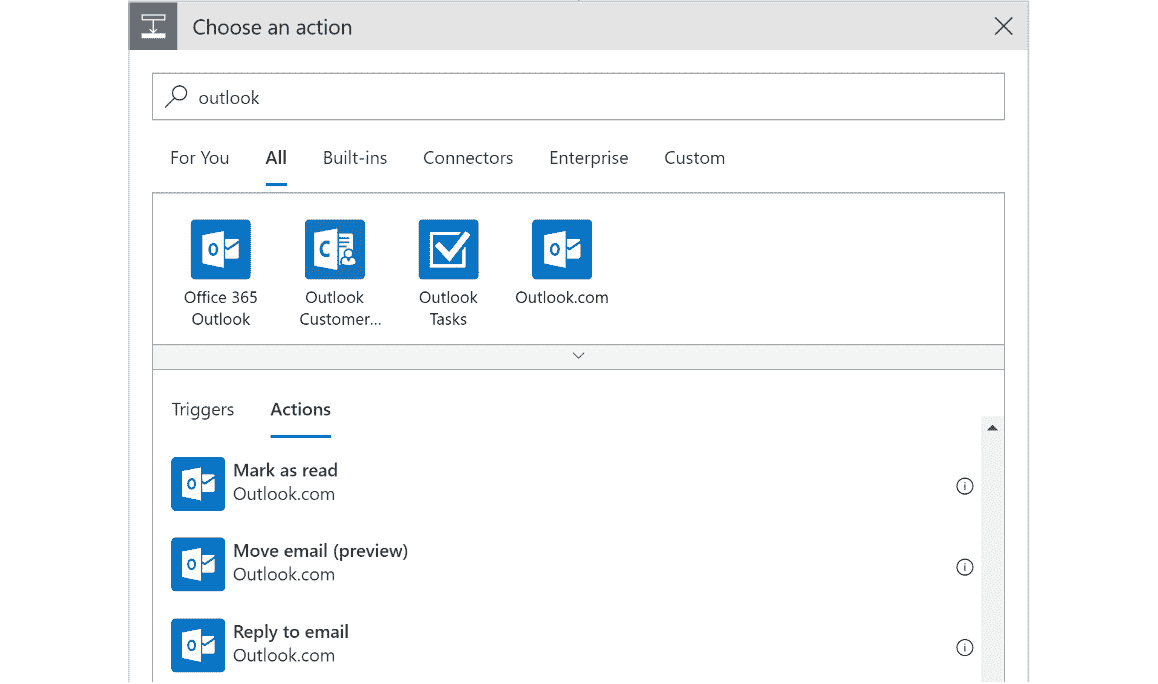 Choose an action
outlook
For You All Built-ins Connectors Enterprise Custom
Office 365 Outlook Outlook Outlook.com
Outlook Customer... Tasks
Triggers Actions
Mark as read
Outlook.com
Move email (preview)
Outlook.com
Reply to email
Outlook.com